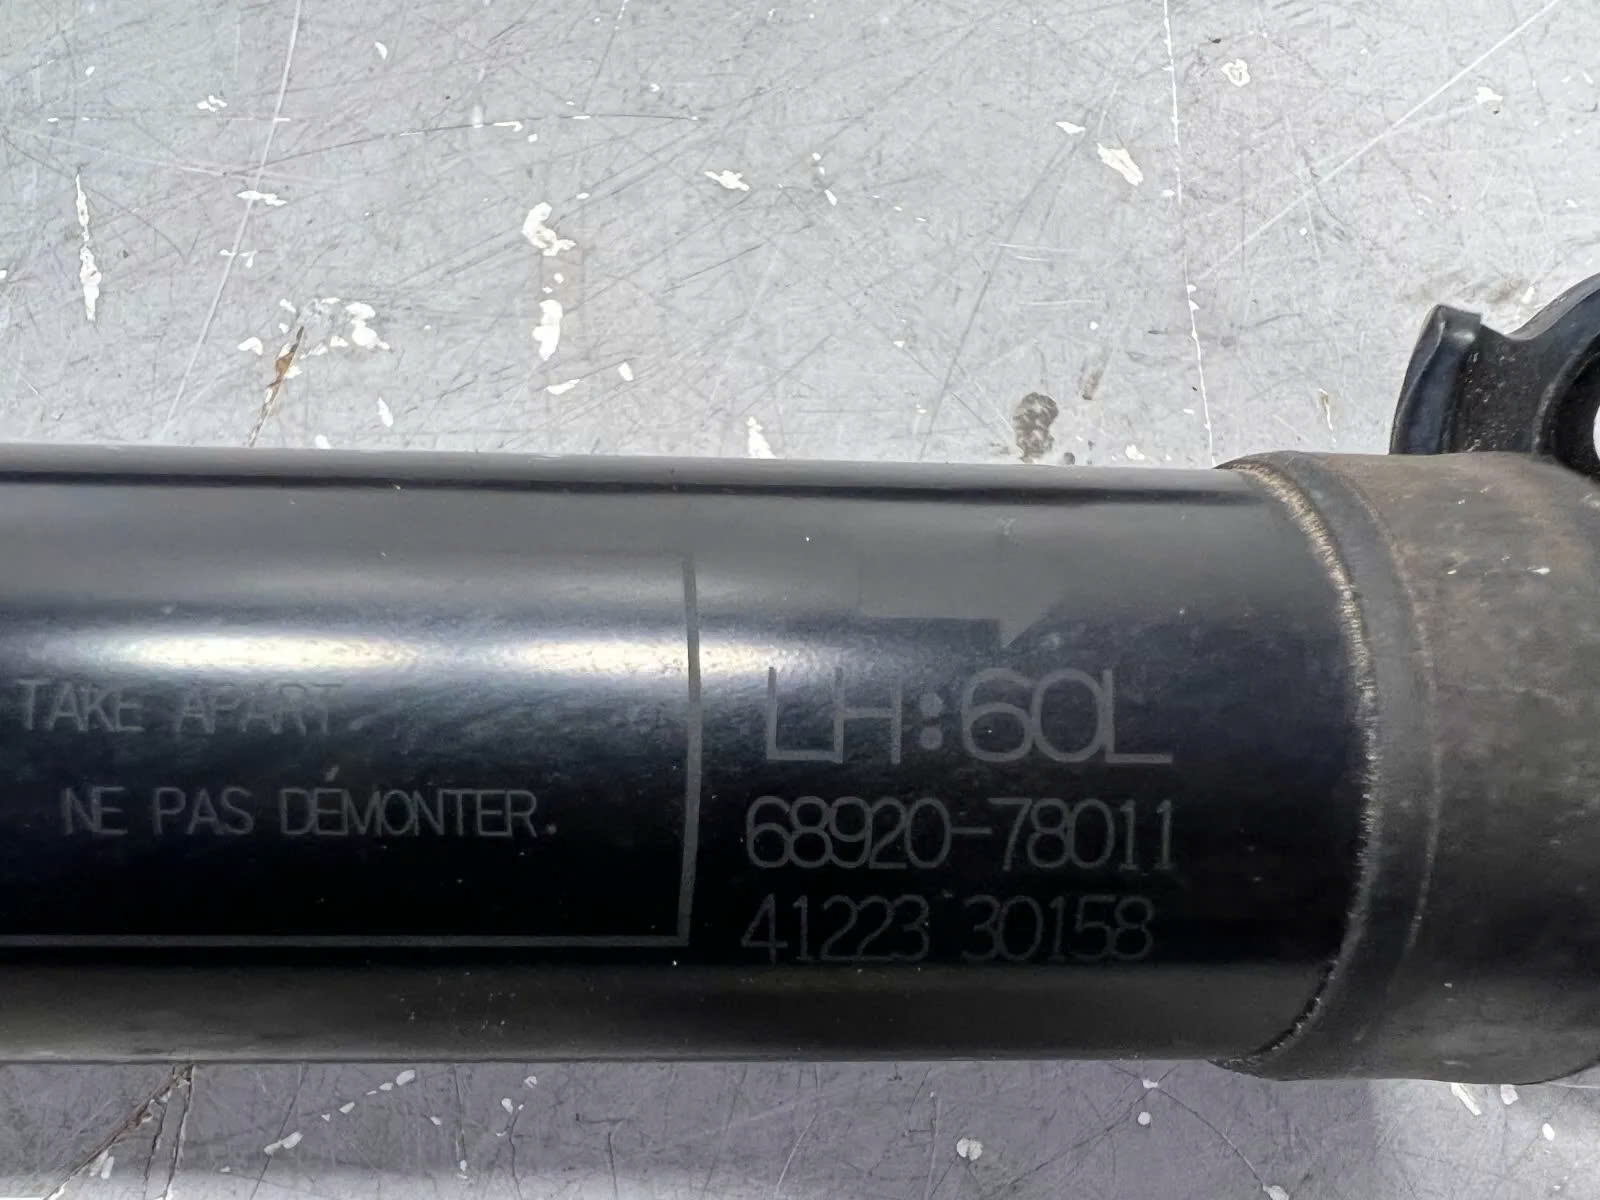 TAKE APART.
NE PAS DÉMONTER
LH:60L
68920-78011
41223 30158